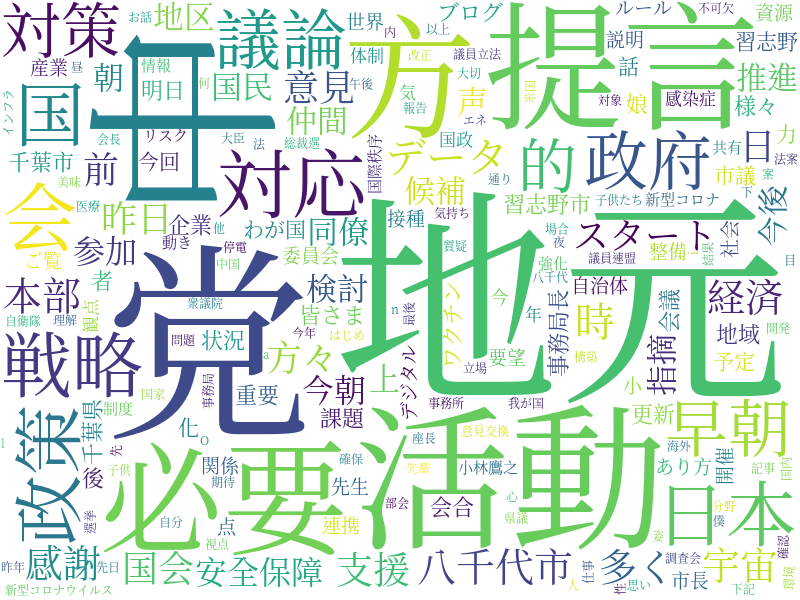 対策
仕
議論
方
提言
地区
世界
ブログ
ルール
不可欠
資源
お話
内
以上
改正
議員立法
体制
説明
習志野
産業
昼
情報
朝
何
明日
国民
意見
気
大切
米国
話
推進
国
インフラ
会長
リスク
大臣
法
総裁選
午後
報告
声
エネ
対象
娘
感染症
様々
仲間
千葉市
前
今回
対応
国際秩序
データ
国政
的
政府
共有
日
力
法案
市議
案
会
美味
医療
昨日
企業
他
わが国
同僚
候補
通り
気持ち
接種
習志野市
子供たち
新型コロナ
下
今後
ご覧
参加
動き
停電
委員会
質疑
場合
夜
スタート
整備
社会
結果
i
目
者
中国
党
地元
強化
八千代
議員連盟
自治体
本部
自衛隊
理解
観点
衆議院
状況
検討
皆さま
n
最後
ワクチン
今
年
時
事務局長
会議
指摘
経済
地域
開発
戦略
問題
a
方々
今年
はじめ
上
デジタル
要望
立場
構築
小
予定
国内
政策
千葉県
国家
制度
事務局
重要
今朝
課題
事務所
我が国
更新
早朝
l
化
o
必要
活動
座長
意見交換
海外
あり方
開催
記事
先
後
子供
関係
確保
期待
先生
先輩
小林鷹之
日本
感謝
選挙
自分
点
連携
部会
会合
心
県議
分野
僕
姿
確認
昨年
先日
視点
国会
安全保障
支援
八千代市
人
仕事
思い
性
多く
調査会
市長
宇宙
下記
環境
新型コロナウイルス